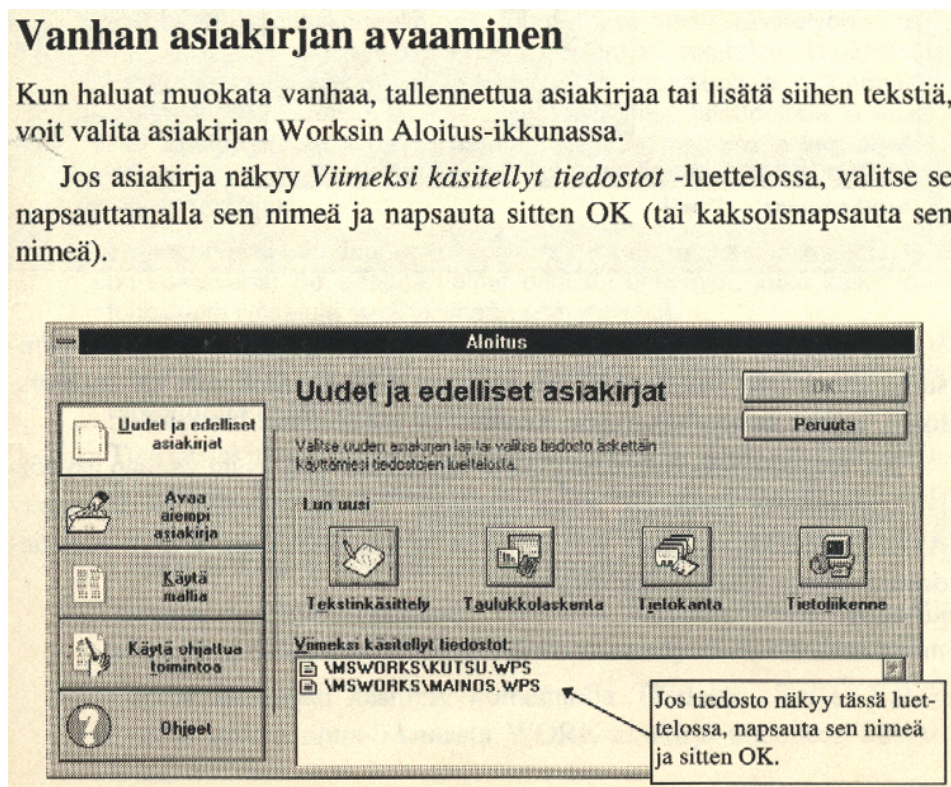 Vanhan asiakirjan avaaminen
Kun haluat muokata vanhaa, tallennettua asiakirjaa tai lisätä siihen tekstiä,
voit valita asiakirjan Worksin Aloitus-ikkunassa.
Jos asiakirja näkyy Viimeksi käsitellyt tiedostot -luettelossa, valitse se
napsauttamalla sen nimeä ja napsauta sitten OK (tai kaksoisnapsauta sen
nimeä).
Aloitus
Uudet ja edelliset asiakirjat
OK
Peruuta
Uudet ja edelliset
asiakirjat
Valitse uuden asiakirjan laji tai valitse tiedosto äskettäin
käyttämiesi tiedostojen luettelosta.
Avaa
aiempi
asiakirja
Luo uusi
Käytä
mallia
Tekstinkäsittely
Taulukkolaskenta
Tietokanta
Tietoliikenne
Käytä ohjattua
toimintoa
Viimeksi käsitellyt tiedostot:
\MSWORKS\KUTSU.WPS
\MSWORKS\MAINOS.WPS
Ohjeet
Jos tiedosto näkyy tässä luet-
telossa, napsauta sen nimeä
ja sitten OK.